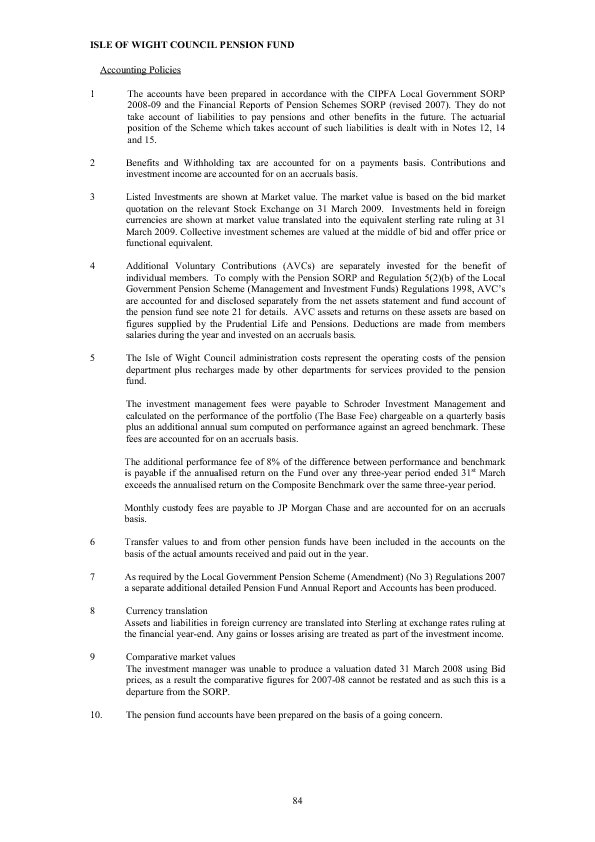 ISLE OF WIGHT COUNCIL PENSION FUND
Accounting Policies
1 The accounts have been prepared in accordance with the CIPFA Local Government SORP
2008-09 and the Financial Reports of Pension Schemes SORP (revised 2007). They do not
take account of liabilities to pay pensions and other benefits in the future. The actuarial
position of the Scheme which takes account of such liabilities is dealt with in Notes 12, 14
and 15.
2 Benefits and Withholding tax are accounted for on a payments basis. Contributions and
investment income are accounted for on an accruals basis.
3 Listed Investments are shown at Market value. The market value is based on the bid market
quotation on the relevant Stock Exchange on 31 March 2009. Investments held in foreign
currencies are shown at market value translated into the equivalent sterling rate ruling at 31
March 2009. Collective investment schemes are valued at the middle of bid and offer price or
functional equivalent.
4 Additional Voluntary Contributions (AVCs) are separately invested for the benefit of
individual members. To comply with the Pension SORP and Regulation 5(2)(b) of the Local
Government Pension Scheme (Management and Investment Funds) Regulations 1998, AVC's
are accounted for and disclosed separately from the net assets statement and fund account of
the pension fund see note 21 for details. AVC assets and returns on these assets are based on
figures supplied by the Prudential Life and Pensions. Deductions are made from members
salaries during the year and invested on an accruals basis.
5 The Isle of Wight Council administration costs represent the operating costs of the pension
department plus recharges made by other departments for services provided to the pension
fund.
The investment management fees were payable to Schroder Investment Management and
calculated on the performance of the portfolio (The Base Fee) chargeable on a quarterly basis
plus an additional annual sum computed on performance against an agreed benchmark. These
fees are accounted for on an accruals basis.
The additional performance fee of 8% of the difference between performance and benchmark
is payable if the annualised return on the Fund over any three-year period ended 31st March
exceeds the annualised return on the Composite Benchmark over the same three-year period.
Monthly custody fees are payable to JP Morgan Chase and are accounted for on an accruals
basis.
6 Transfer values to and from other pension funds have been included in the accounts on the
basis of the actual amounts received and paid out in the year.
7 As required by the Local Government Pension Scheme (Amendment) (No 3) Regulations 2007
a separate additional detailed Pension Fund Annual Report and Accounts has been produced.
8 Currency translation
Assets and liabilities in foreign currency are translated into Sterling at exchange rates ruling at
the financial year-end. Any gains or losses arising are treated as part of the investment income.
9 Comparative market values
The investment manager was unable to produce a valuation dated 31 March 2008 using Bid
prices, as a result the comparative figures for 2007-08 cannot be restated and as such this is a
departure from the SORP.
10. The pension fund accounts have been prepared on the basis of a going concern.
84